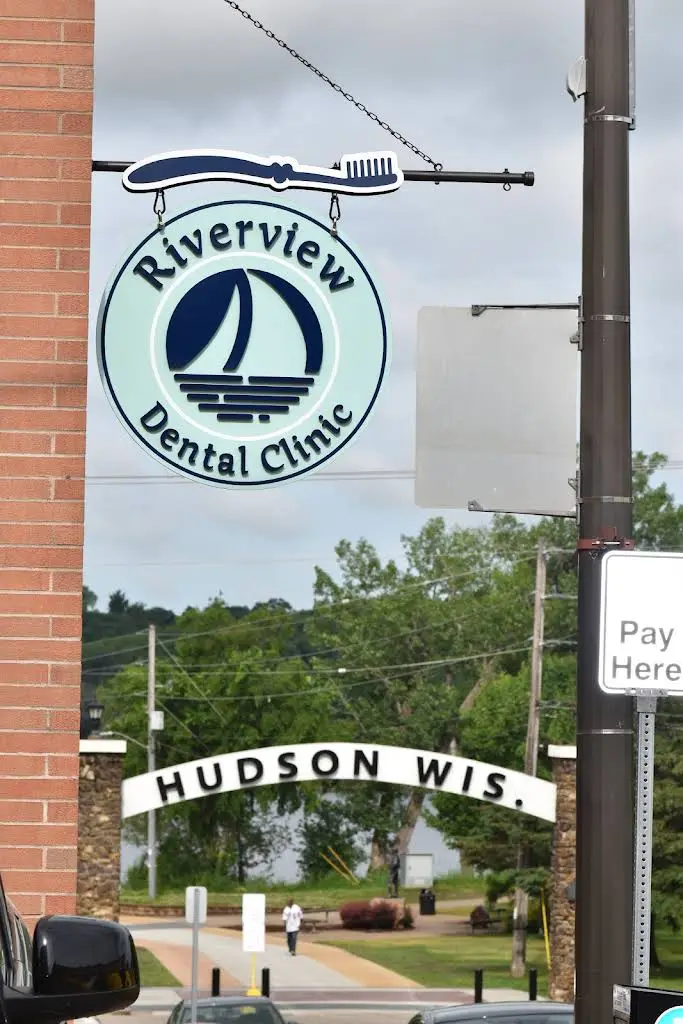 Riverview
Dental Clinic
Pay
Here
HUDSON WIS.